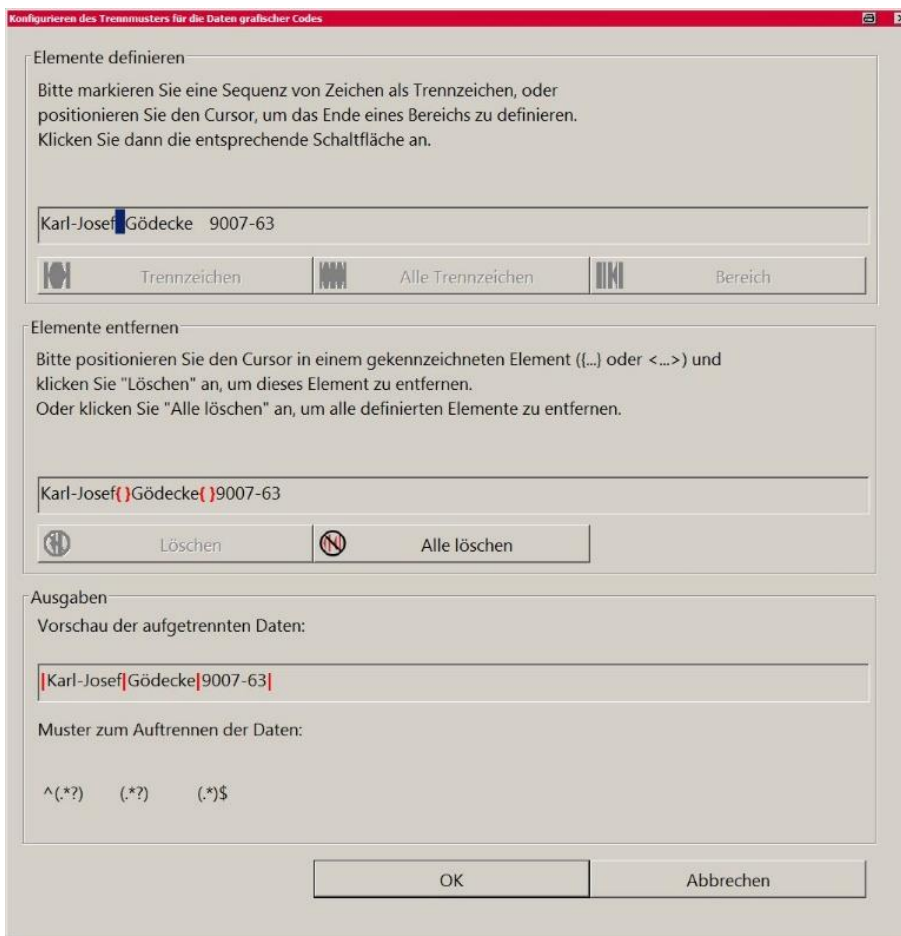 Konfigurieren des Trennmusters für die Daten grafischer Codes
Elemente definieren
Bitte markieren Sie eine Sequenz von Zeichen als Trennzeichen, oder
positionieren Sie den Cursor, um das Ende eines Bereichs zu definieren.
Klicken Sie dann die entsprechende Schaltfläche an.
Karl-Josef Gödecke   9007-63
Trennzeichen
Alle Trennzeichen
Bereich
Elemente entfernen
Bitte positionieren Sie den Cursor in einem gekennzeichneten Element ({...} oder <...>) und
klicken Sie "Löschen" an, um dieses Element zu entfernen.
Oder klicken Sie "Alle löschen" an, um alle definierten Elemente zu entfernen.
Karl-Josef{ }Gödecke{ }9007-63
Löschen
Alle löschen
Ausgaben
Vorschau der aufgetrennten Daten:
|Karl-Josef|Gödecke|9007-63|
Muster zum Auftrennen der Daten:
^(.*?)     (.*?)        (.*)$
OK
Abbrechen